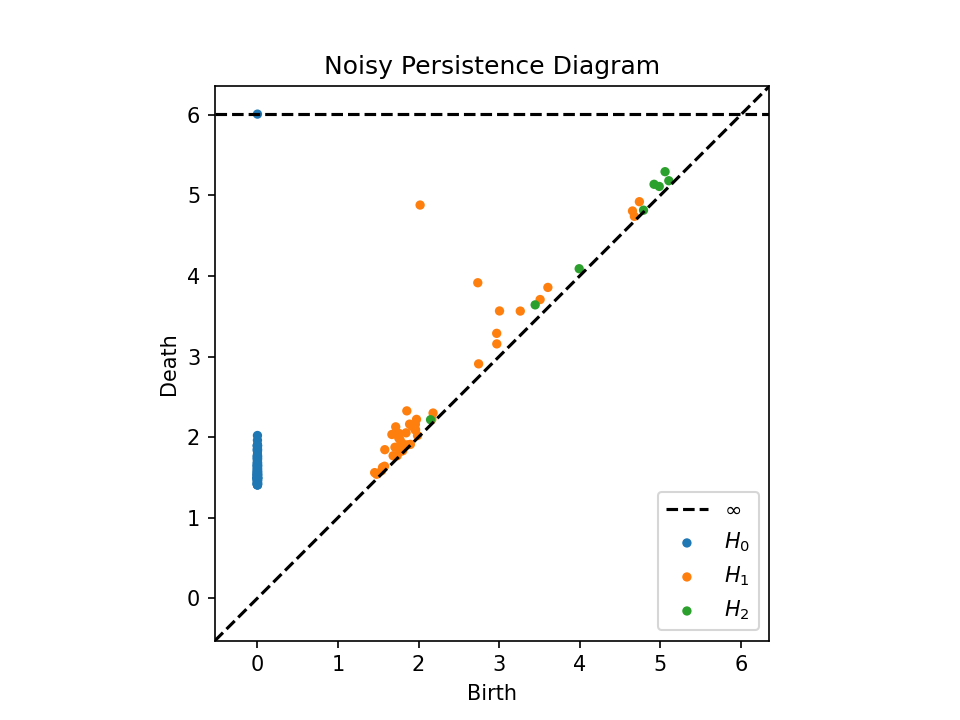 Noisy Persistence Diagram
Death
6
5
4
3
2
1
0
∞
H₀
H₁
H₂
0 1 2 3 4 5 6
Birth